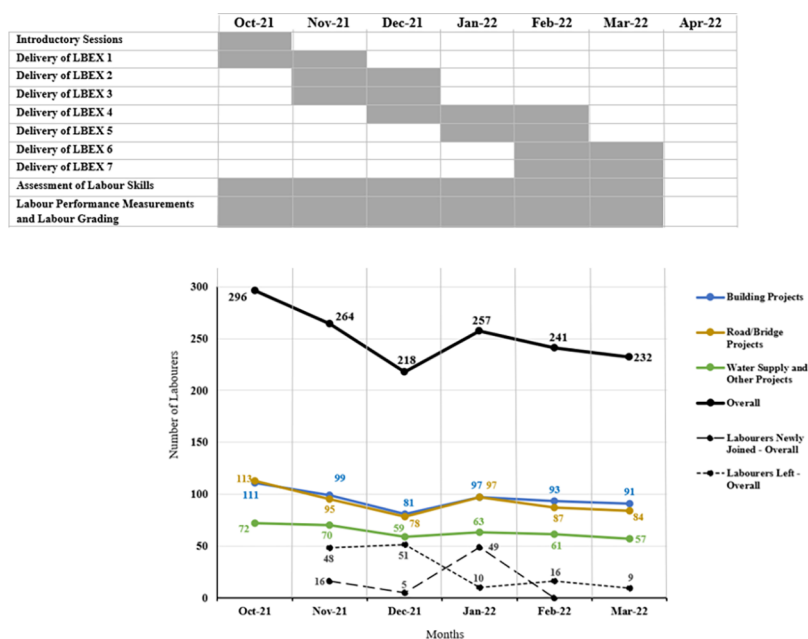 Oct-21 Nov-21 Dec-21 Jan-22 Feb-22 Mar-22 Apr-22
Introductory Sessions
Delivery of LBEX 1
Delivery of LBEX 2
Delivery of LBEX 3
Delivery of LBEX 4
Delivery of LBEX 5
Delivery of LBEX 6
Delivery of LBEX 7
Assessment of Labour Skills
Labour Performance Measurements
and Labour Grading
Number of Labourers
300
250
200
150
100
50
0
296
264
218
257
241
232
113
111
99
95
81
78
97
97
93
87
91
84
72
70
59
63
61
57
48
51
10
16
9
16
5
49
Oct-21 Nov-21 Dec-21 Jan-22 Feb-22 Mar-22
Months
Building Projects
Road/Bridge
Projects
Water Supply and
Other Projects
Overall
Labourers Newly
Joined - Overall
Labourers Left -
Overall